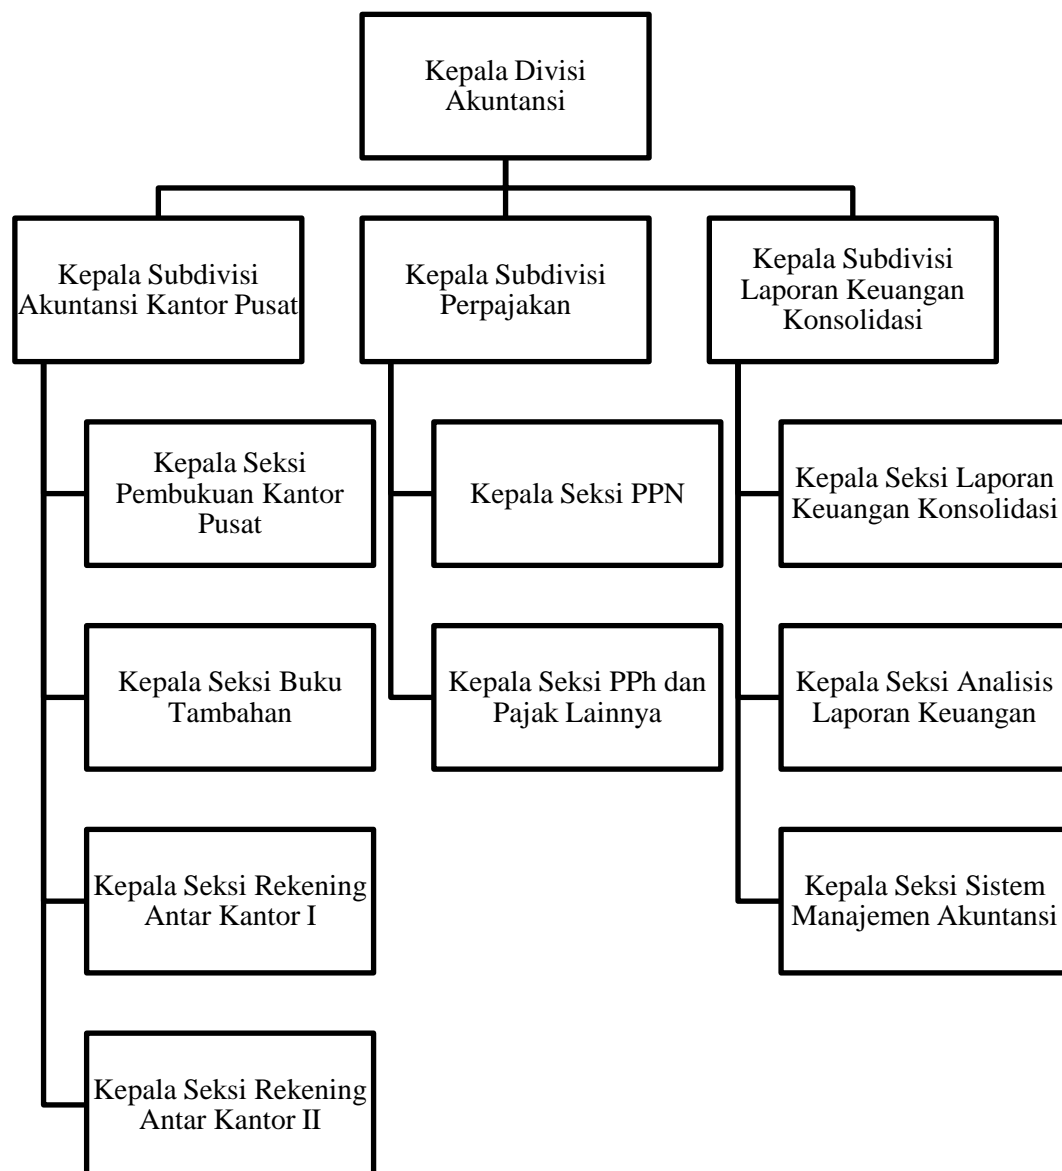 Kepala Divisi
Akuntansi
Kepala Subdivisi
Akuntansi Kantor Pusat
Kepala Subdivisi
Perpajakan
Kepala Subdivisi
Laporan Keuangan
Konsolidasi
Kepala Seksi
Pembukuan Kantor
Pusat
Kepala Seksi PPN
Kepala Seksi Laporan
Keuangan Konsolidasi
Kepala Seksi Buku
Tambahan
Kepala Seksi PPh dan
Pajak Lainnya
Kepala Seksi Analisis
Laporan Keuangan
Kepala Seksi Rekening
Antar Kantor I
Kepala Seksi Sistem
Manajemen Akuntansi
Kepala Seksi Rekening
Antar Kantor II